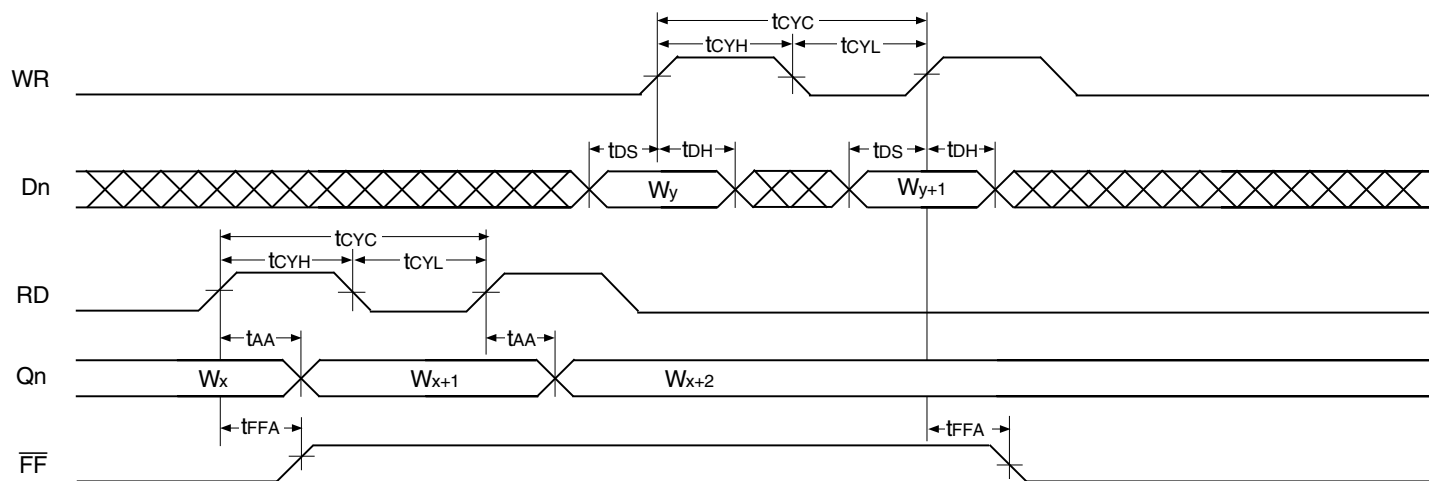 tCYC
tCYH tCYL
WR
tDS tDH tDS tDH
Dn Wy Wy+1
tCYC
tCYH tCYL
RD
tAA tAA
Qn Wx Wx+1 Wx+2
tFFA tFFA
F̅F̅